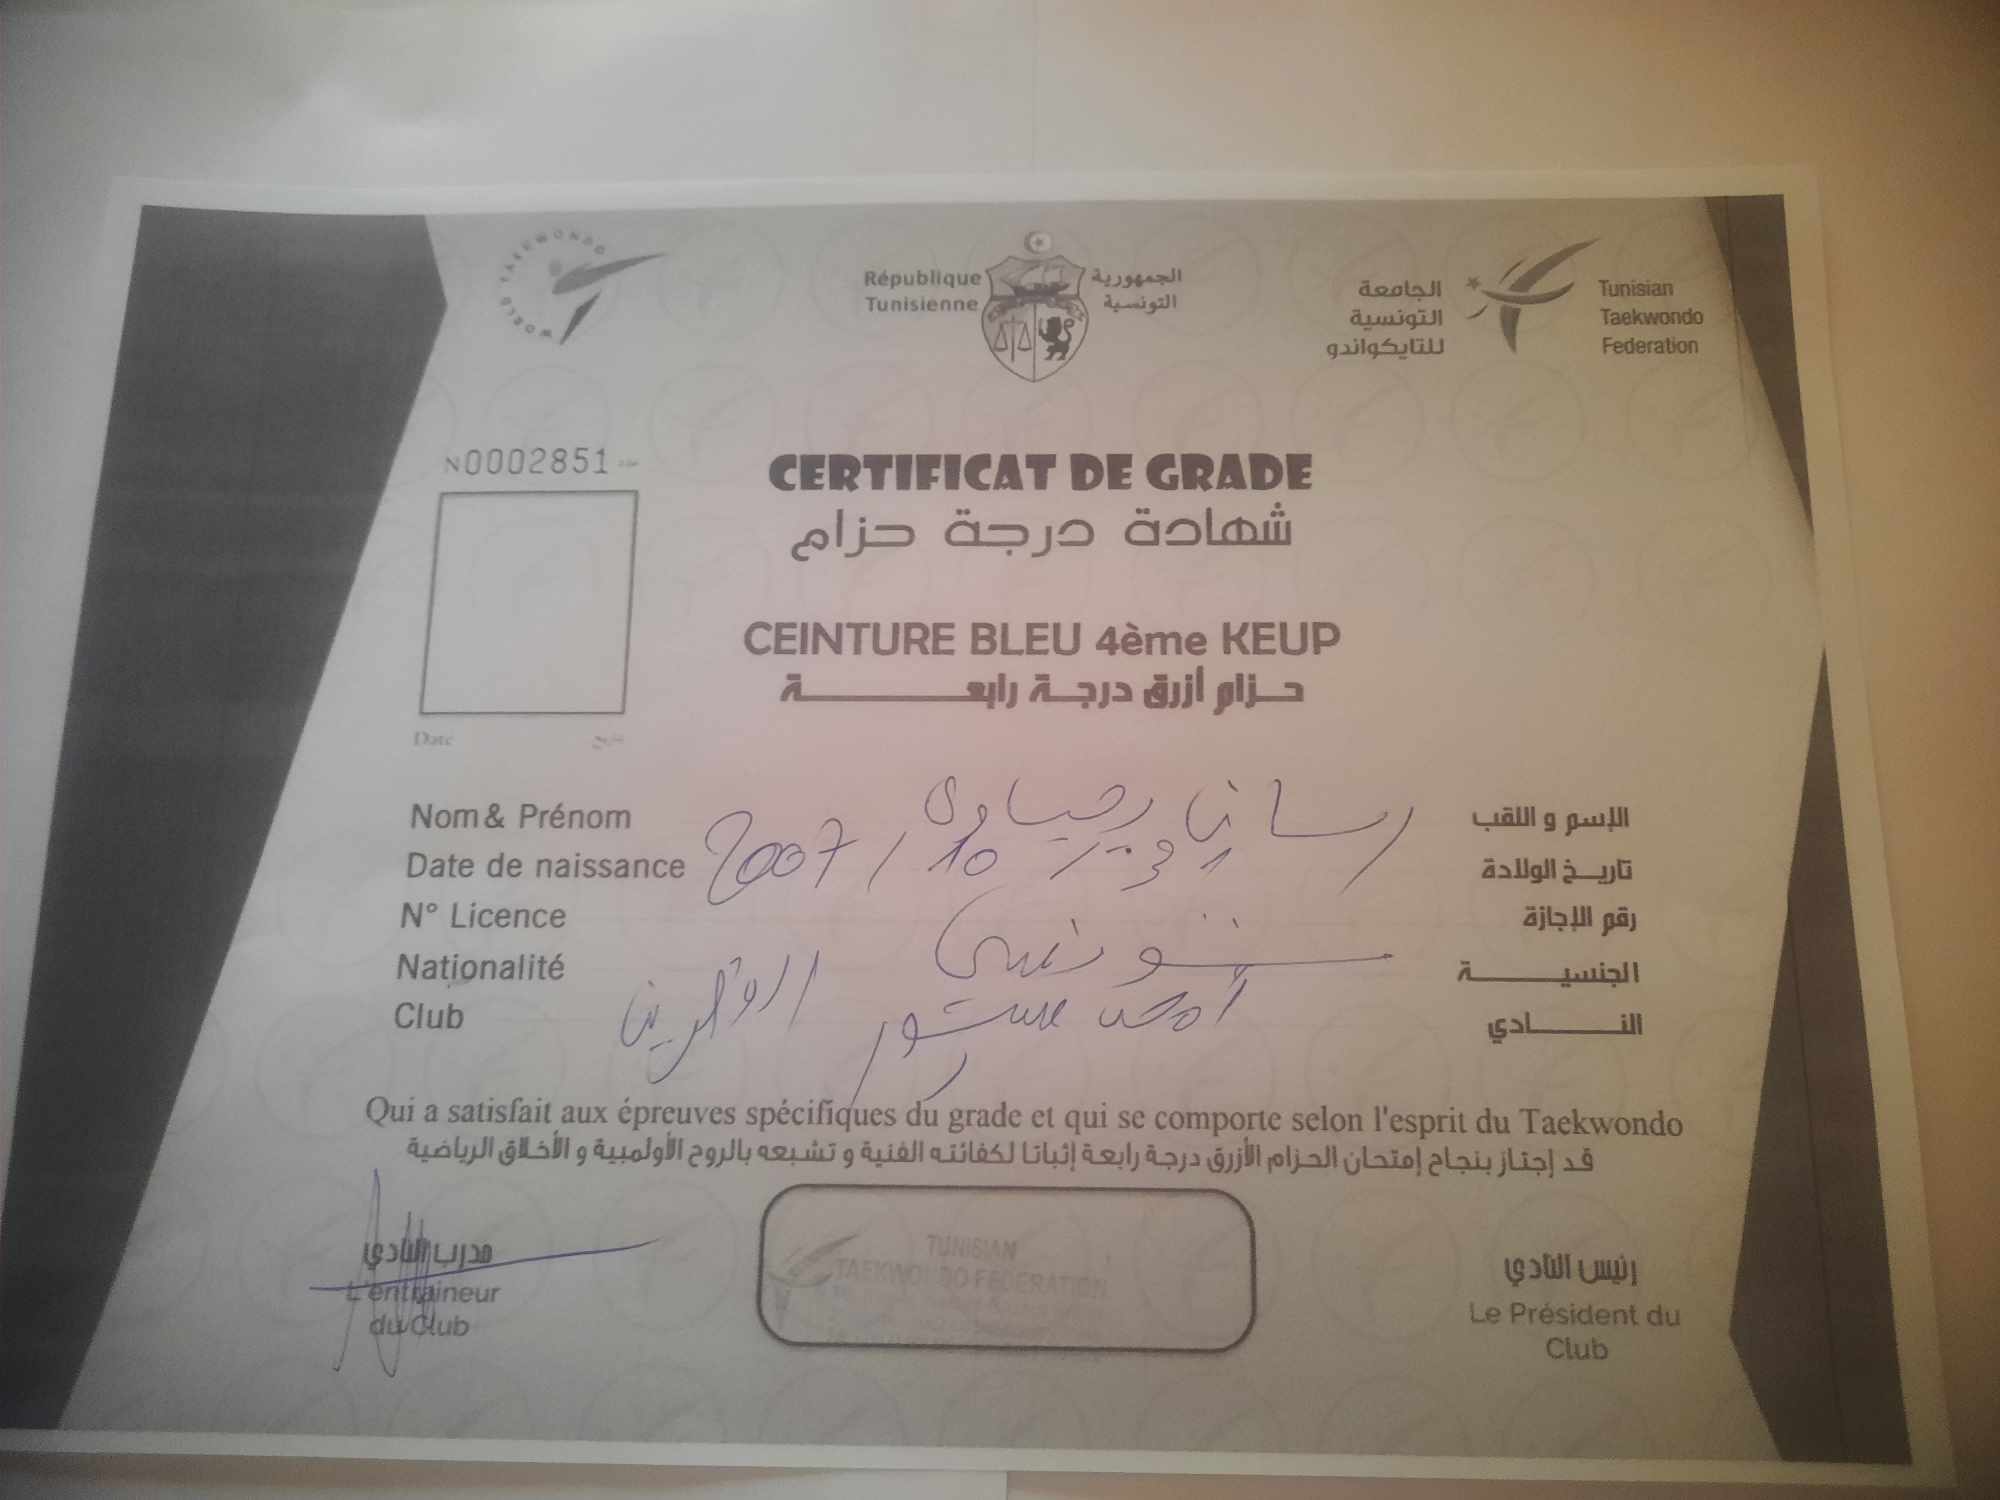 WORLD TAEKWONDO
République Tunisienne
الجمهورية التونسية
الجامعة التونسية للتايكواندو
Tunisian Taekwondo Federation
N0002851
CERTIFICAT DE GRADE
شهادة درجة حزام
CEINTURE BLEU 4ème KEUP
حزام أزرق درجة رابعة
Date
Nom& Prénom الإسم و اللقب
Date de naissance 2007 / 10 / 3 تاريخ الولادة
N° Licence رقم الإجازة
Nationalité تونسي الجنسية
Club النادي
Qui a satisfait aux épreuves spécifiques du grade et qui se comporte selon l'esprit du Taekwondo
قد إجتاز بنجاح إمتحان الحزام الأزرق درجة رابعة إثباتا لكفائته الفنية و تشبعه بالروح الأولمبية و الأخلاق الرياضية
مدرب النادي
L'entraineur
du Club
TUNISIAN
TAEKWONDO FEDERATION
رئيس النادي
Le Président du
Club